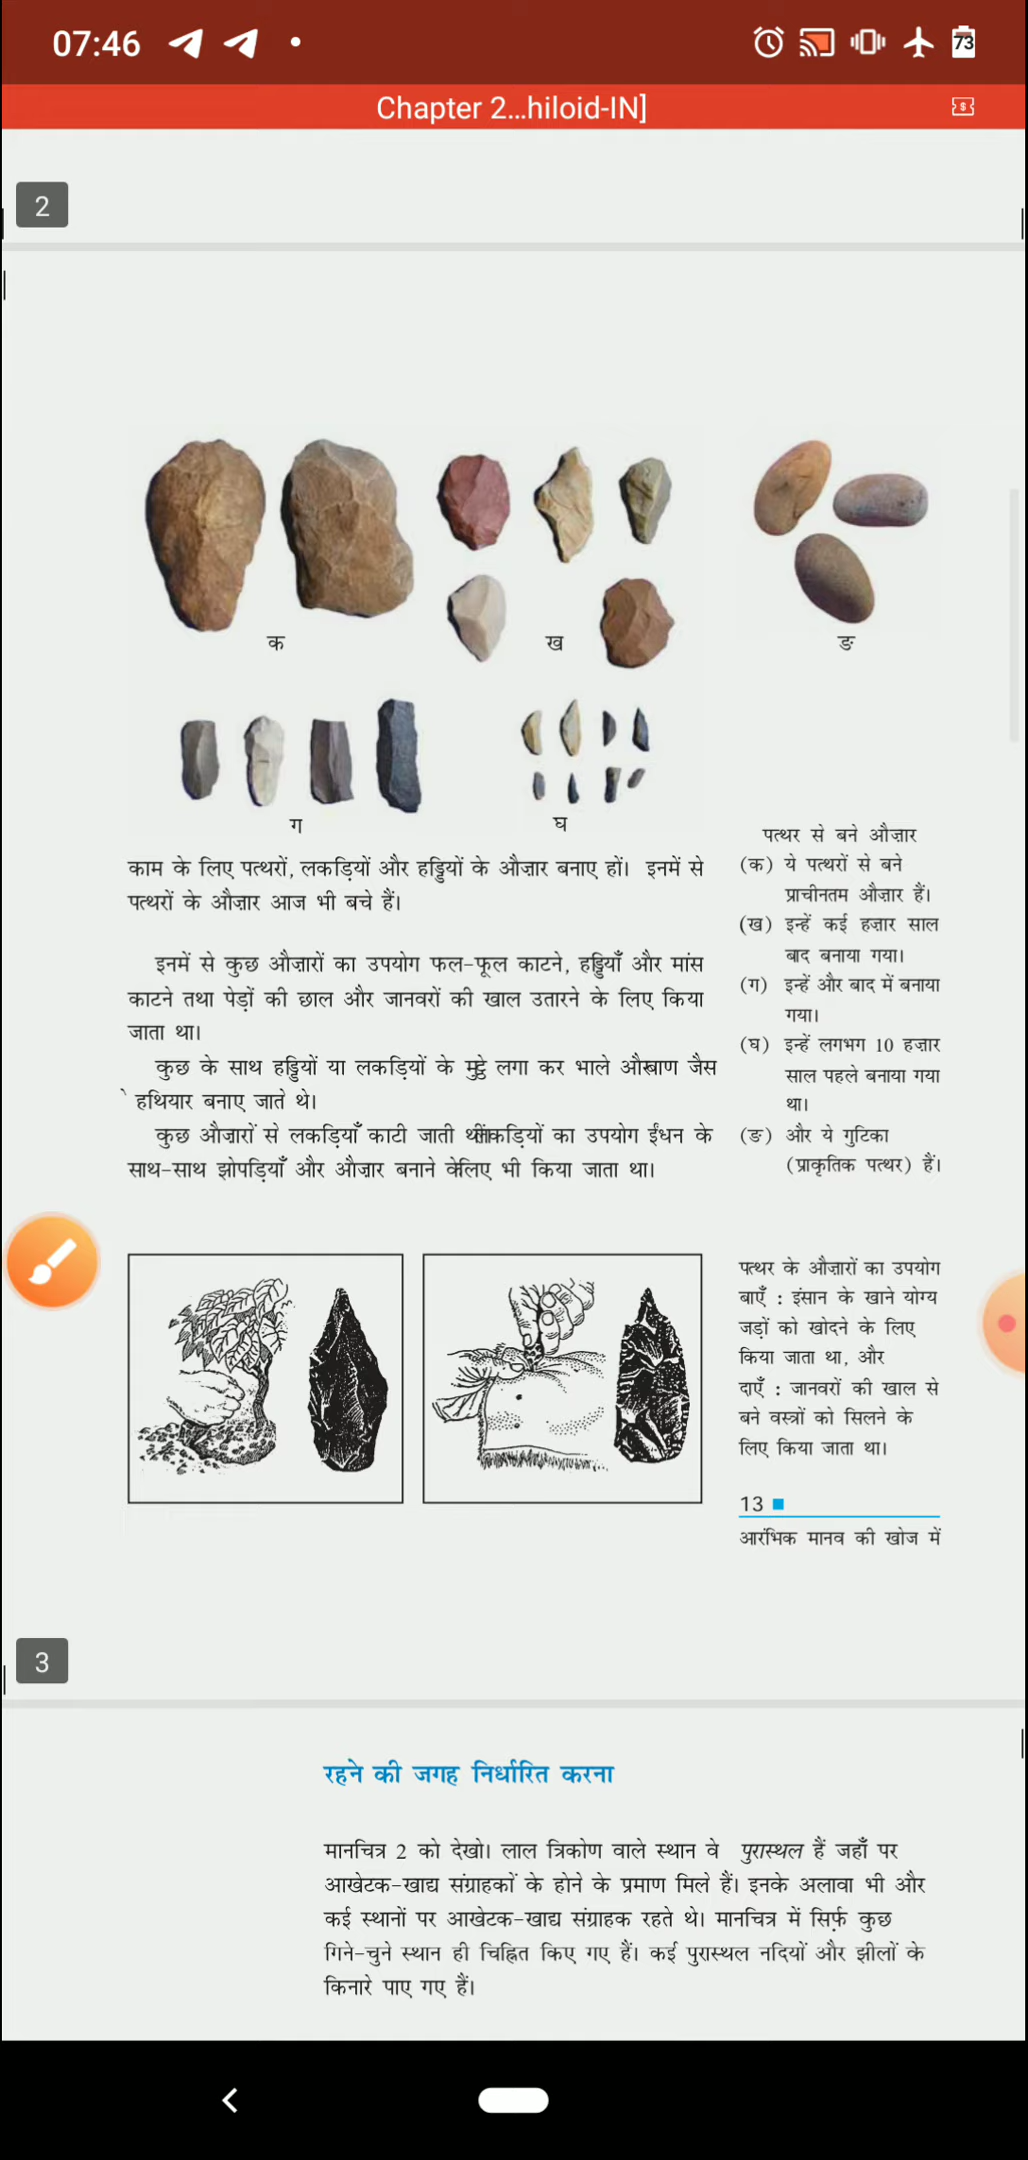 07:46
73
Chapter 2...hiloid-IN]
2
क
ख
ङ
ग
घ
काम के लिए पत्थरों, लकड़ियों और हड्डियों के औज़ार बनाए हों। इनमें से
पत्थरों के औज़ार आज भी बचे हैं।
इनमें से कुछ औज़ारों का उपयोग फल-फूल काटने, हड्डियाँ और मांस
काटने तथा पेड़ों की छाल और जानवरों की खाल उतारने के लिए किया
जाता था।
कुछ के साथ हड्डियों या लकड़ियों के मुट्ठे लगा कर भाले और बाण जैस
े हथियार बनाए जाते थे।
कुछ औज़ारों से लकड़ियाँ काटी जाती थीं। लकड़ियों का उपयोग ईंधन के
साथ-साथ झोपड़ियाँ और औज़ार बनाने के लिए भी किया जाता था।
पत्थर से बने औज़ार
(क) ये पत्थरों से बने
प्राचीनतम औज़ार हैं।
(ख) इन्हें कई हज़ार साल
बाद बनाया गया।
(ग) इन्हें और बाद में बनाया
गया।
(घ) इन्हें लगभग 10 हज़ार
साल पहले बनाया गया
था।
(ङ) और ये गुटिका
(प्राकृतिक पत्थर) हैं।
पत्थर के औज़ारों का उपयोग
बाएँ : इंसान के खाने योग्य
जड़ों को खोदने के लिए
किया जाता था, और
दाएँ : जानवरों की खाल से
बने वस्त्रों को सिलने के
लिए किया जाता था।
13
आरंभिक मानव की खोज में
3
रहने की जगह निर्धारित करना
मानचित्र 2 को देखो। लाल त्रिकोण वाले स्थान वे पुरास्थल हैं जहाँ पर
आखेटक-खाद्य संग्राहकों के होने के प्रमाण मिले हैं। इनके अलावा भी और
कई स्थानों पर आखेटक-खाद्य संग्राहक रहते थे। मानचित्र में सिर्फ़ कुछ
गिने-चुने स्थान ही चिह्नित किए गए हैं। कई पुरास्थल नदियों और झीलों के
किनारे पाए गए हैं।